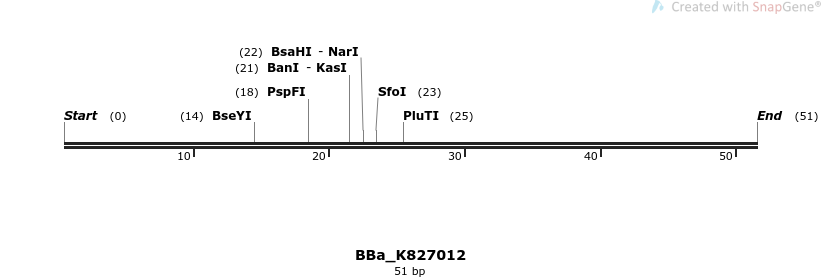 Created with SnapGene®
(22) BsaHI - NarI
(21) BanI - KasI
(18) PspFI SfoI (23)
Start (0) (14) BseYI PluTI (25) End (51)
10 20 30 40 50
BBa_K827012
51 bp